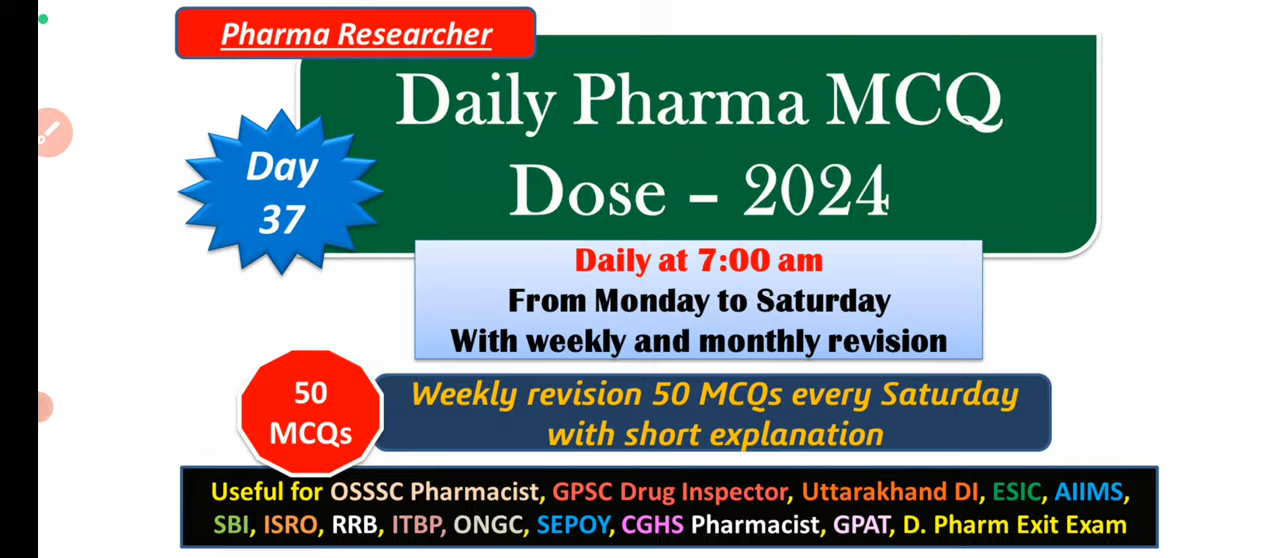 Pharma Researcher
Daily Pharma MCQ
Dose – 2024
Day
37
Daily at 7:00 am
From Monday to Saturday
With weekly and monthly revision
50
MCQs
Weekly revision 50 MCQs every Saturday
with short explanation
Useful for OSSSC Pharmacist, GPSC Drug Inspector, Uttarakhand DI, ESIC, AIIMS,
SBI, ISRO, RRB, ITBP, ONGC, SEPOY, CGHS Pharmacist, GPAT, D. Pharm Exit Exam